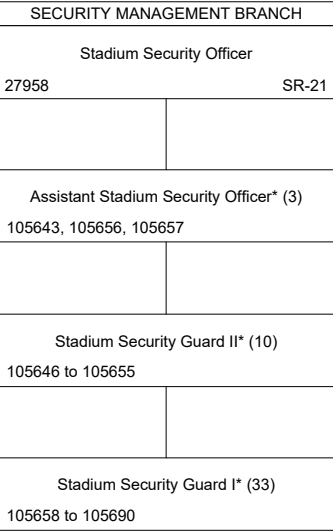 SECURITY MANAGEMENT BRANCH
Stadium Security Officer
27958 SR-21
Assistant Stadium Security Officer* (3)
105643, 105656, 105657
Stadium Security Guard II* (10)
105646 to 105655
Stadium Security Guard I* (33)
105658 to 105690